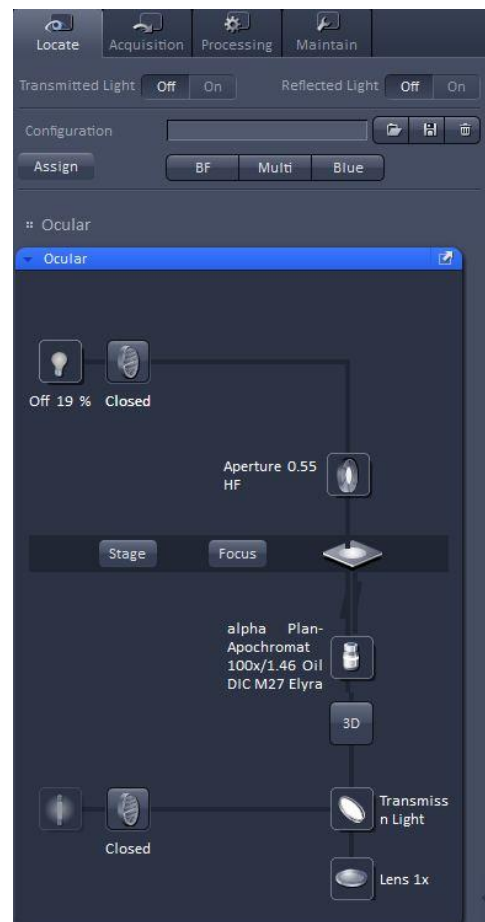 Locate Acquisition Processing Maintain
Transmitted Light Off On Reflected Light Off On
Configuration
Assign BF Multi Blue
Ocular
Ocular
Off 19 % Closed
Aperture 0.55
HF
Stage Focus
alpha Plan-
Apochromat
100x/1.46 Oil
DIC M27 Elyra
3D
Transmiss
n Light
Closed
Lens 1x